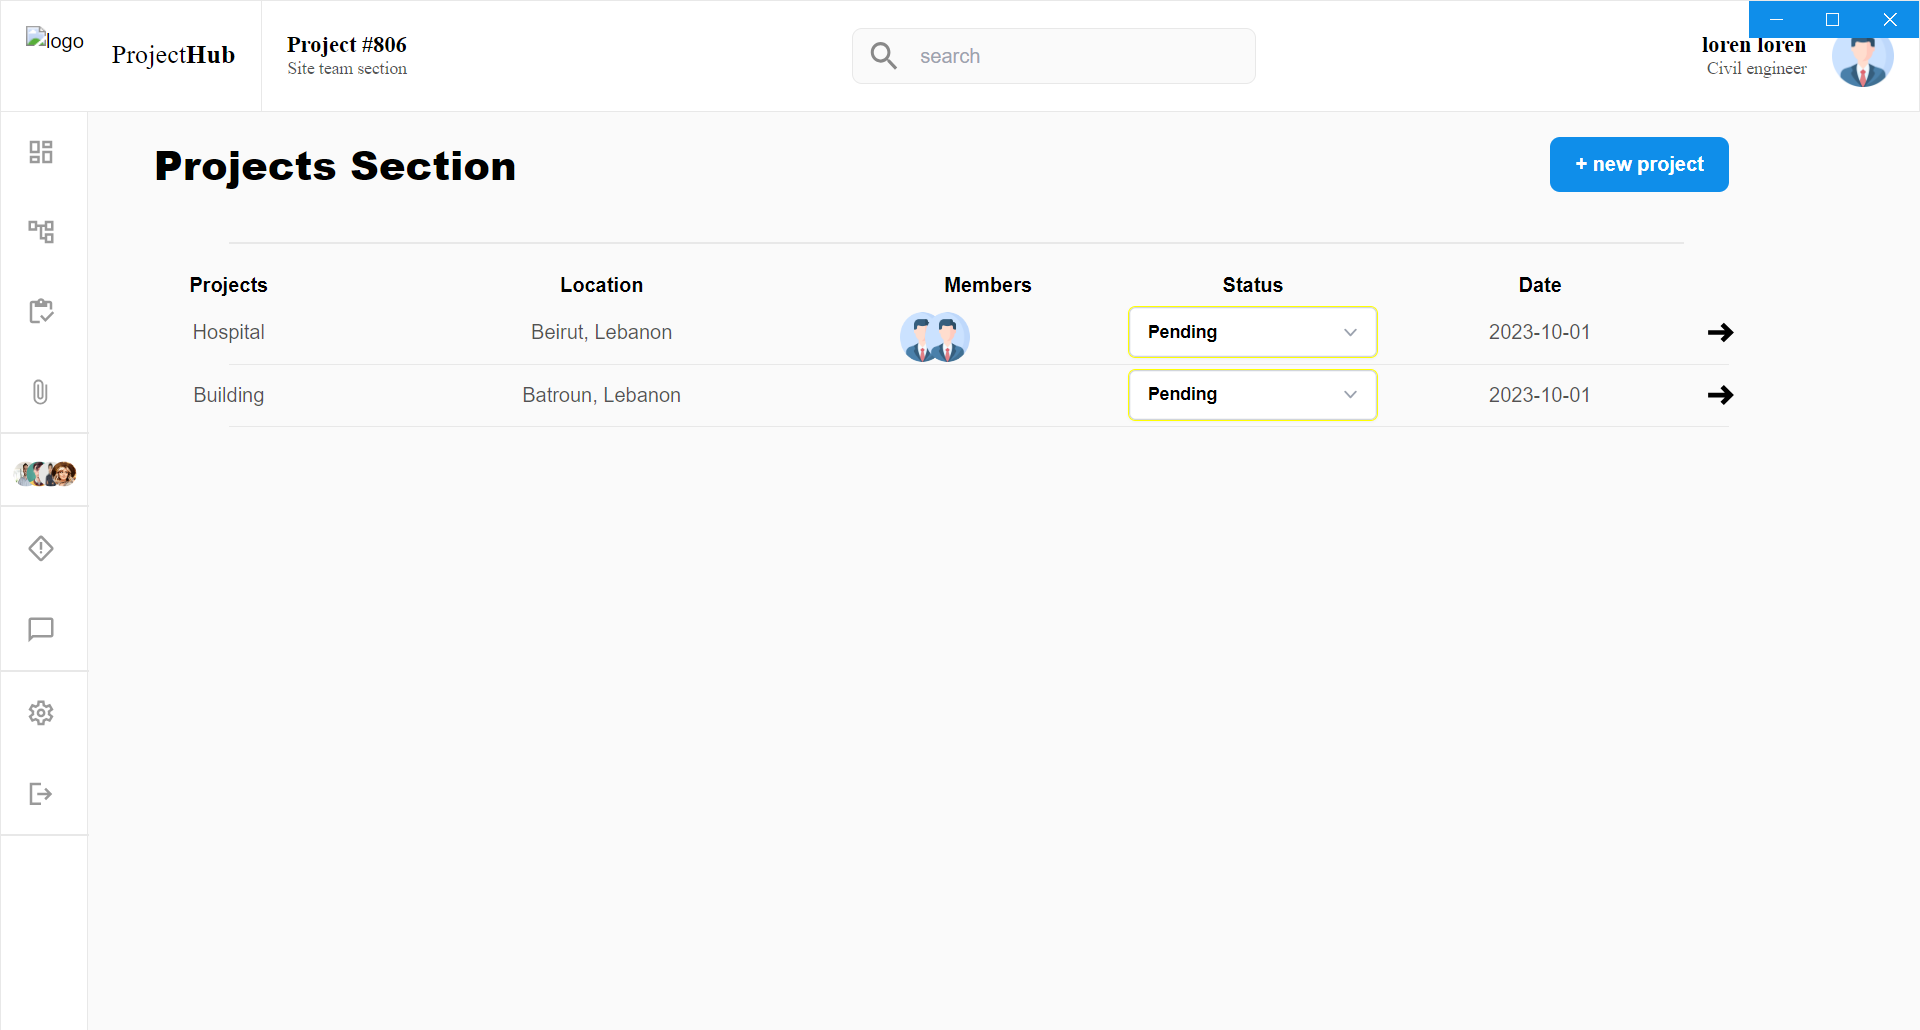 logo
ProjectHub
Project #806
Site team section
search
loren loren
Civil engineer
Projects Section
+ new project
Projects Location Members Status Date
Hospital Beirut, Lebanon Pending 2023-10-01
Building Batroun, Lebanon Pending 2023-10-01